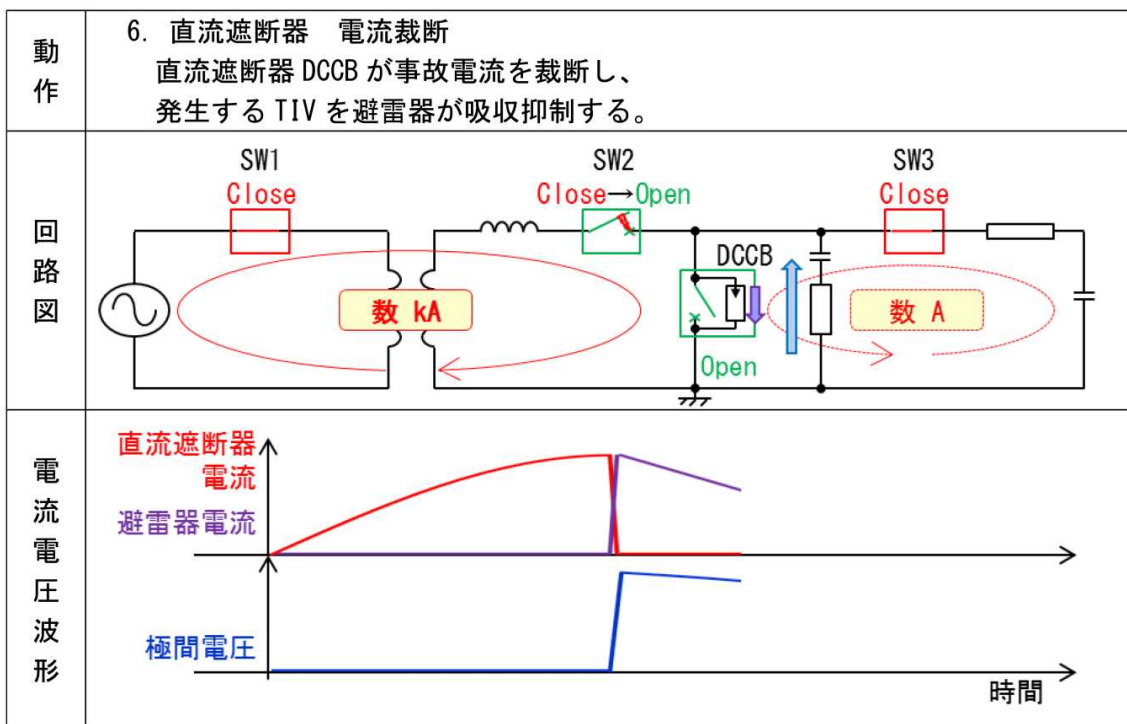 動作
6. 直流遮断器　電流裁断
直流遮断器 DCCB が事故電流を裁断し、
発生する TIV を避雷器が吸収抑制する。
回路図
SW1
Close
SW2
Close→Open
SW3
Close
DCCB
数 kA
数 A
Open
電流電圧波形
直流遮断器
電流
避雷器電流
極間電圧
時間